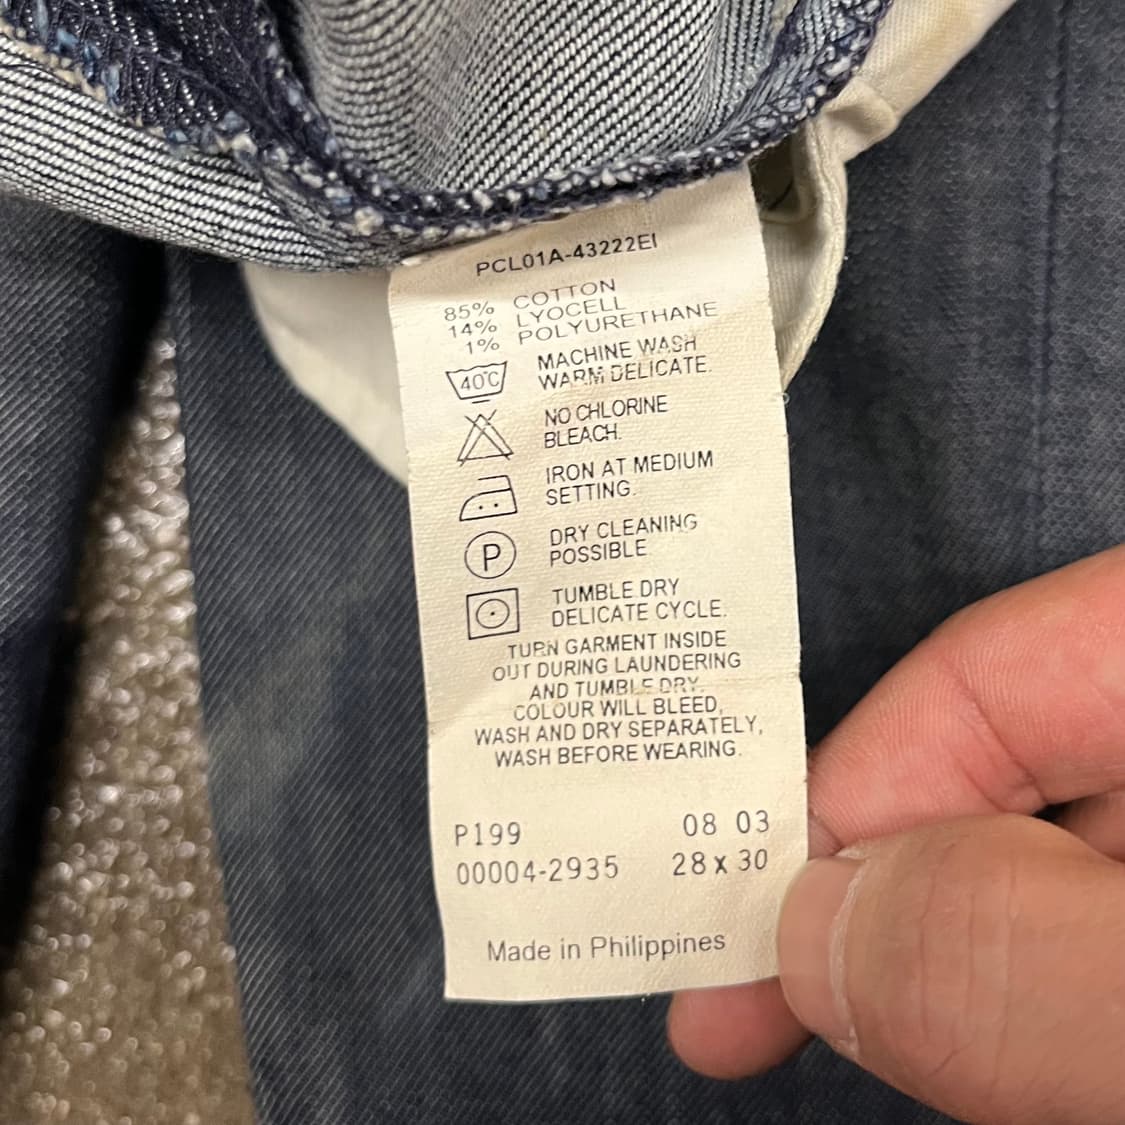 PCL01A-43222EI
85% COTTON
14% LYOCELL
1% POLYURETHANE
40°C MACHINE WASH
WARM DELICATE.
NO CHLORINE
BLEACH.
IRON AT MEDIUM
SETTING.
P DRY CLEANING
POSSIBLE
TUMBLE DRY
DELICATE CYCLE.
TURN GARMENT INSIDE
OUT DURING LAUNDERING
AND TUMBLE DRY.
COLOUR WILL BLEED,
WASH AND DRY SEPARATELY,
WASH BEFORE WEARING.
P199 08 03
00004-2935 28 x 30
Made in Philippines